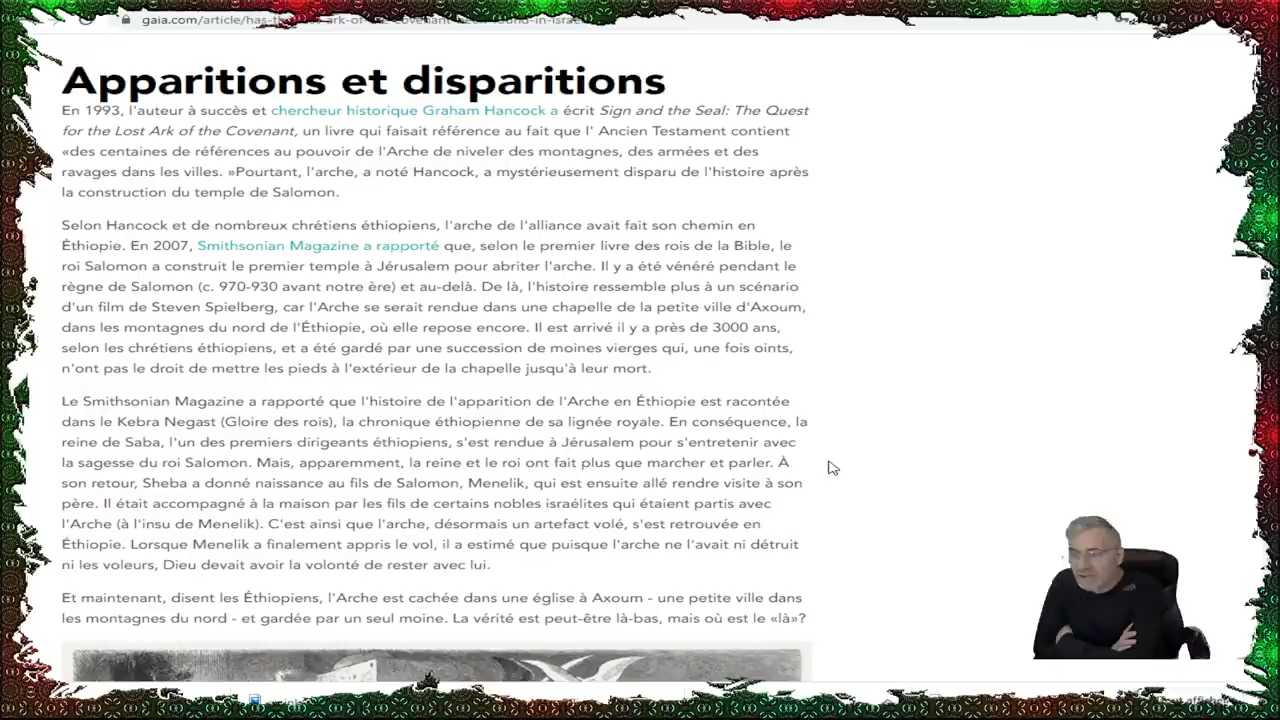 gaia.com/article/has-th
ark-of
nd-in-israe
Apparitions et disparitions
En 1993, l'auteur à succès et chercheur historique Graham Hancock a écrit Sign and the Seal: The Quest
for the Lost Ark of the Covenant, un livre qui faisait référence au fait que l' Ancien Testament contient
«des centaines de références au pouvoir de l'Arche de niveler des montagnes, des armées et des
ravages dans les villes. »Pourtant, l'arche, a noté Hancock, a mystérieusement disparu de l'histoire après
la construction du temple de Salomon.
Selon Hancock et de nombreux chrétiens éthiopiens, l'arche de l'alliance avait fait son chemin en
Éthiopie. En 2007, Smithsonian Magazine a rapporté que, selon le premier livre des rois de la Bible, le
roi Salomon a construit le premier temple à Jérusalem pour abriter l'arche. Il y a été vénéré pendant le
règne de Salomon (c. 970-930 avant notre ère) et au-delà. De là, l'histoire ressemble plus à un scénario
d'un film de Steven Spielberg, car l'Arche se serait rendue dans une chapelle de la petite ville d'Axoum,
dans les montagnes du nord de l'Éthiopie, où elle repose encore. Il est arrivé il y a près de 3000 ans,
selon les chrétiens éthiopiens, et a été gardé par une succession de moines vierges qui, une fois oints,
n'ont pas le droit de mettre les pieds à l'extérieur de la chapelle jusqu'à leur mort.
Le Smithsonian Magazine a rapporté que l'histoire de l'apparition de l'Arche en Éthiopie est racontée
dans le Kebra Negast (Gloire des rois), la chronique éthiopienne de sa lignée royale. En conséquence, la
reine de Saba, l'un des premiers dirigeants éthiopiens, s'est rendue à Jérusalem pour s'entretenir avec
la sagesse du roi Salomon. Mais, apparemment, la reine et le roi ont fait plus que marcher et parler. À
son retour, Sheba a donné naissance au fils de Salomon, Menelik, qui est ensuite allé rendre visite à son
père. Il était accompagné à la maison par les fils de certains nobles israélites qui étaient partis avec
l'Arche (à l'insu de Menelik). C'est ainsi que l'arche, désormais un artefact volé, s'est retrouvée en
Éthiopie. Lorsque Menelik a finalement appris le vol, il a estimé que puisque l'arche ne l'avait ni détruit
ni les voleurs, Dieu devait avoir la volonté de rester avec lui.
Et maintenant, disent les Éthiopiens, l'Arche est cachée dans une église à Axoum - une petite ville dans
les montagnes du nord - et gardée par un seul moine. La vérité est peut-être là-bas, mais où est le «là»?